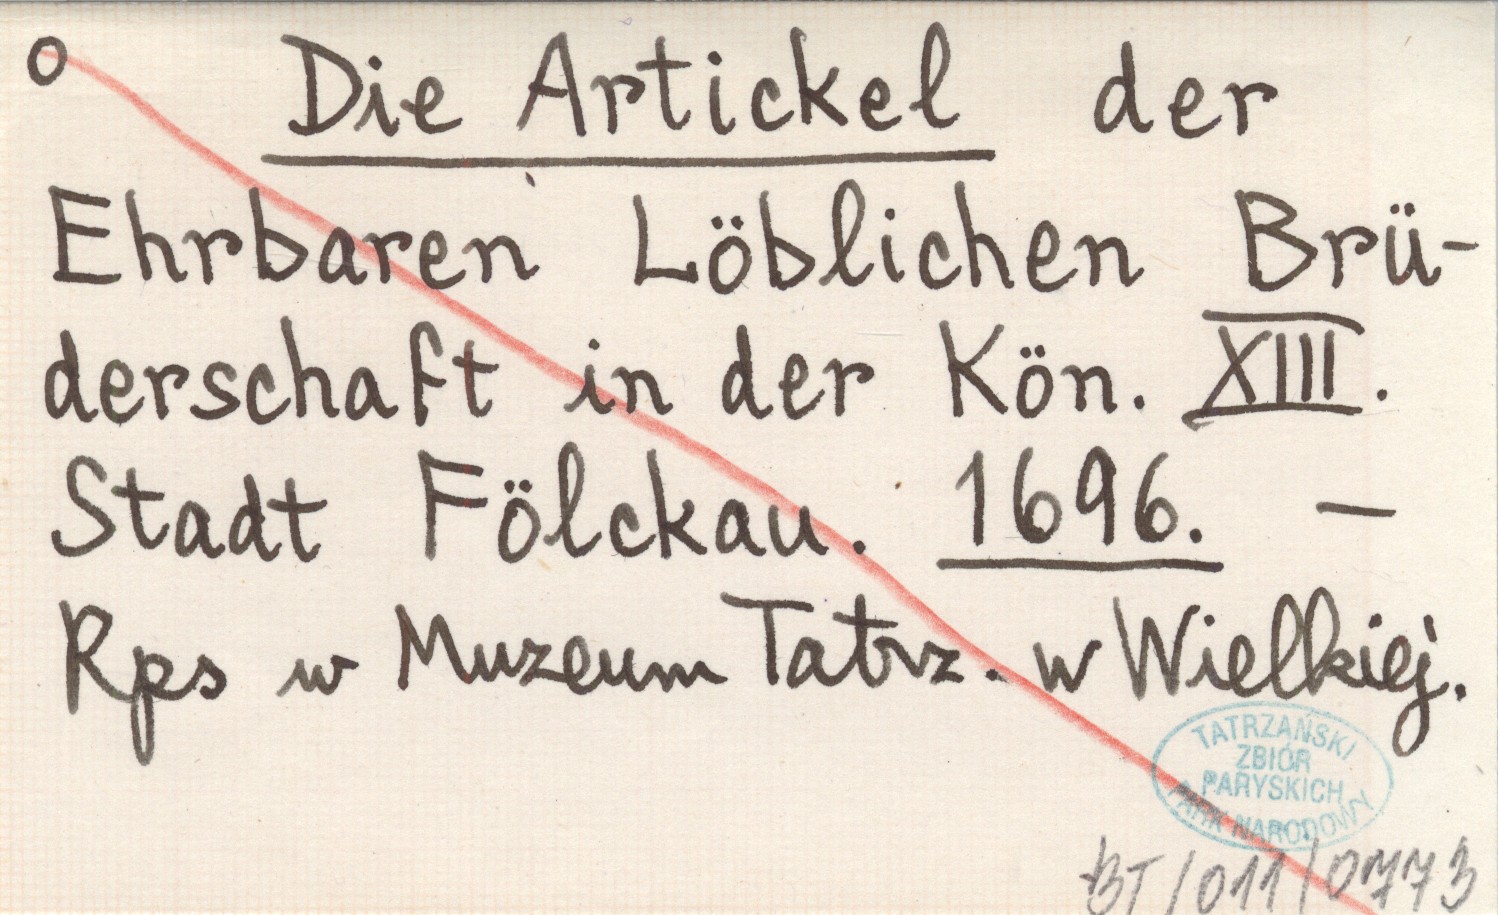 o Die Artickel der
Ehrbaren Löblichen Brü-
derschaft in der Kön. XIII.
Stadt Fölckau. 1696. —
Rps w Muzeum Tatrz. w Wielkiej.
TATRZAŃSKI
ZBIÓR
PARYSKICH
PARK NARODOWY
BT/011/0773